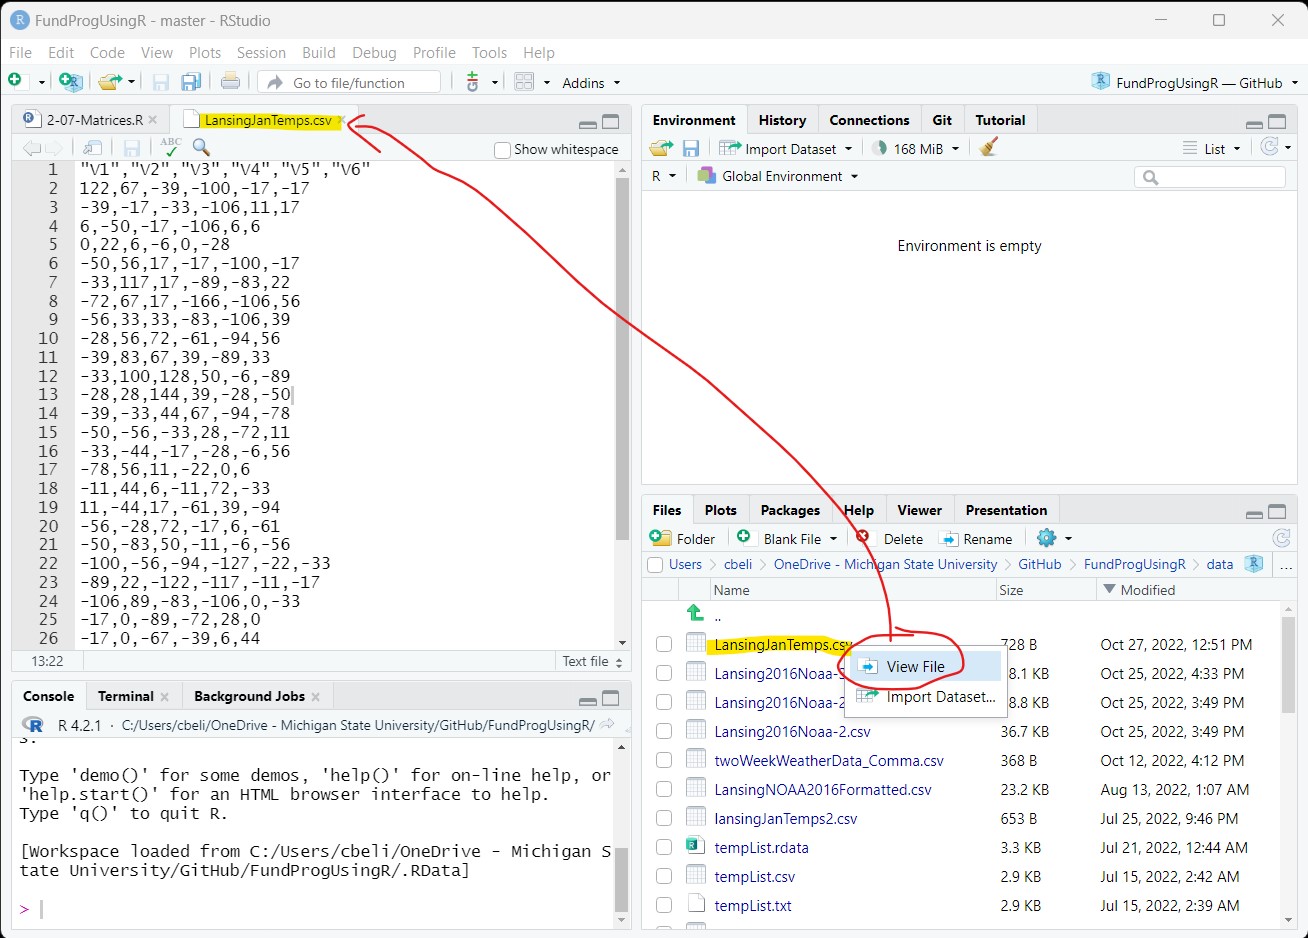 FundProgUsingR - master - RStudio
File Edit Code View Plots Session Build Debug Profile Tools Help
Go to file/function Addins FundProgUsingR — GitHub
2-07-Matrices.R LansingJanTemps.csv
ABC Show whitespace
1 "V1","V2","V3","V4","V5","V6"
2 122,67,-39,-100,-17,-17
3 -39,-17,-33,-106,11,17
4 6,-50,-17,-106,6,6
5 0,22,6,-6,0,-28
6 -50,56,17,-17,-100,-17
7 -33,117,17,-89,-83,22
8 -72,67,17,-166,-106,56
9 -56,33,33,-83,-106,39
10 -28,56,72,-61,-94,56
11 -39,83,67,39,-89,33
12 -33,100,128,50,-6,-89
13 -28,28,144,39,-28,-50
14 -39,-33,44,67,-94,-78
15 -50,-56,-33,28,-72,11
16 -33,-44,-17,-28,-6,56
17 -78,56,11,-22,0,6
18 -11,44,6,-11,72,-33
19 11,-44,17,-61,39,-94
20 -56,-28,72,-17,6,-61
21 -50,-83,50,-11,-6,-56
22 -100,-56,-94,-127,-22,-33
23 -89,22,-122,-117,-11,-17
24 -106,89,-83,-106,0,-33
25 -17,0,-89,-72,28,0
26 -17,0,-67,-39,6,44
13:22 Text file
Console Terminal Background Jobs
R 4.2.1 · C:/Users/cbeli/OneDrive - Michigan State University/GitHub/FundProgUsingR/
Type 'demo()' for some demos, 'help()' for on-line help, or
'help.start()' for an HTML browser interface to help.
Type 'q()' to quit R.
[Workspace loaded from C:/Users/cbeli/OneDrive - Michigan S
tate University/GitHub/FundProgUsingR/.RData]
>
Environment History Connections Git Tutorial
Import Dataset 168 MiB List
R Global Environment
Environment is empty
Files Plots Packages Help Viewer Presentation
Folder Blank File Delete Rename
Users cbeli OneDrive - Michigan State University GitHub FundProgUsingR data ...
Name Size Modified
..
LansingJanTemps.csv 728 B Oct 27, 2022, 12:51 PM
View File
Lansing2016Noaa- 8.1 KB Oct 25, 2022, 4:33 PM
Import Dataset...
Lansing2016Noaa-2 8.8 KB Oct 25, 2022, 3:49 PM
Lansing2016Noaa-2.csv 36.7 KB Oct 25, 2022, 3:49 PM
twoWeekWeatherData_Comma.csv 368 B Oct 12, 2022, 4:12 PM
LansingNOAA2016Formatted.csv 23.2 KB Aug 13, 2022, 1:07 AM
lansingJanTemps2.csv 653 B Jul 25, 2022, 9:46 PM
tempList.rdata 3.3 KB Jul 21, 2022, 12:44 AM
tempList.csv 2.9 KB Jul 15, 2022, 2:42 AM
tempList.txt 2.9 KB Jul 15, 2022, 2:39 AM